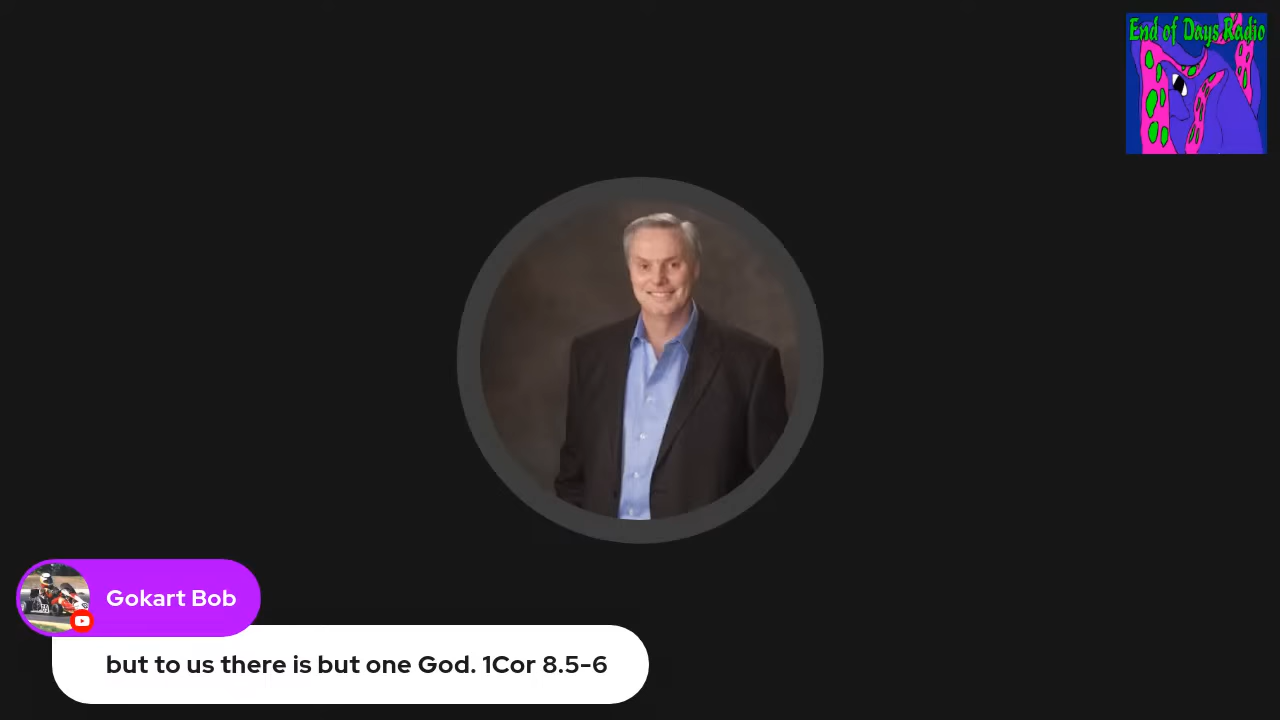 End of Days Radio
Gokart Bob
but to us there is but one God. 1Cor 8.5-6